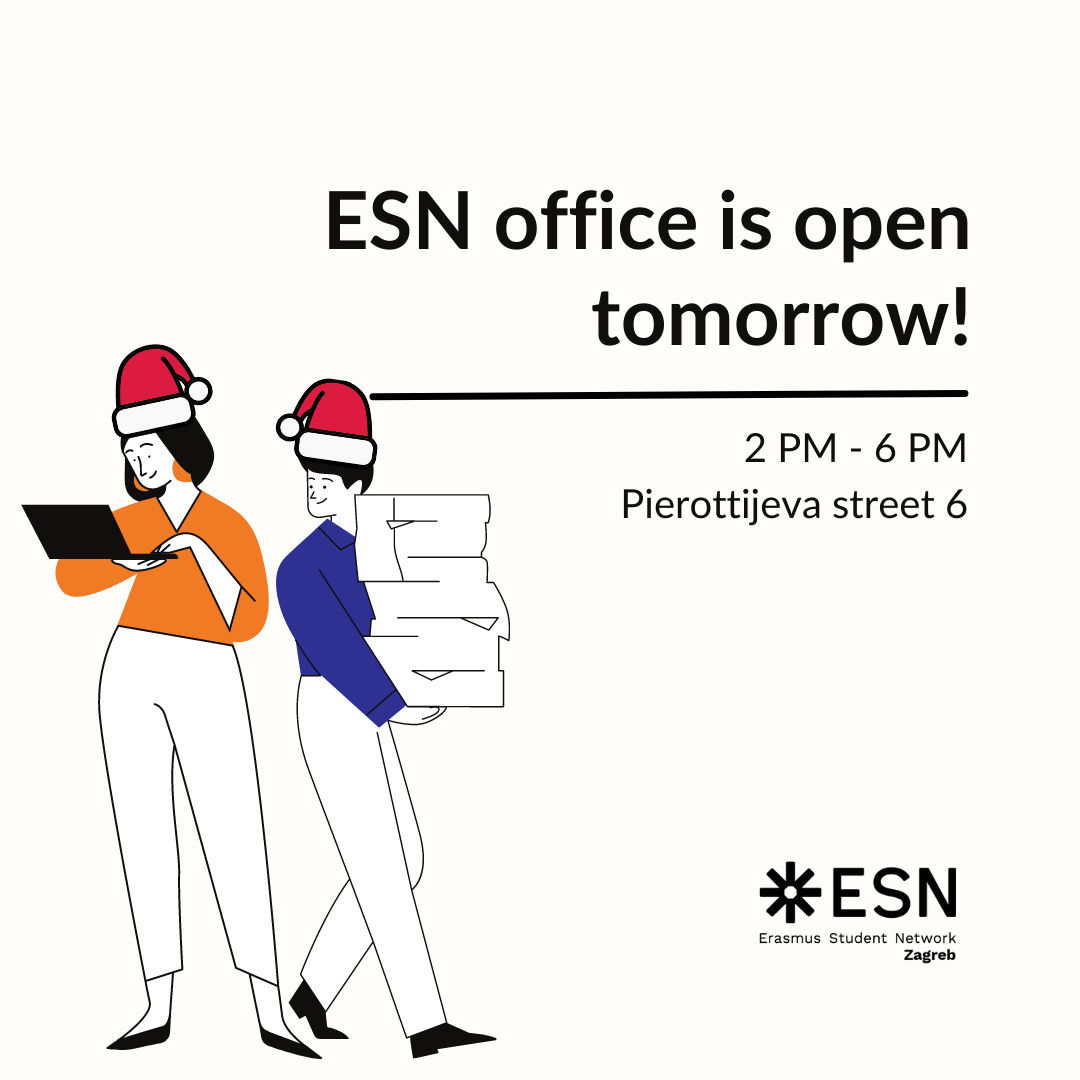 ESN office is open
tomorrow!
2 PM - 6 PM
Pierottijeva street 6
ESN
Erasmus Student Network
Zagreb